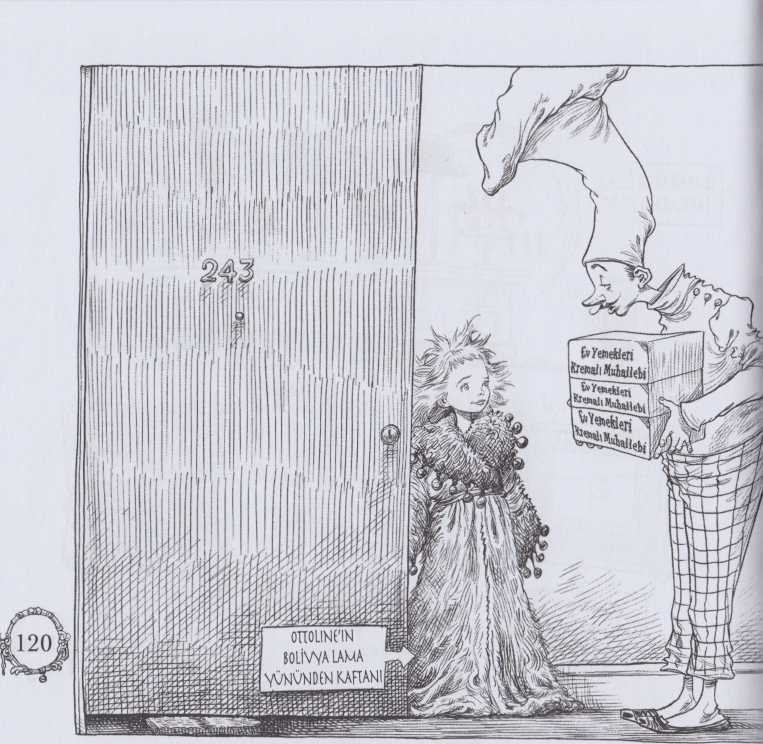 243
Ev Yemekleri
Kremalı Muhallebi
Ev Yemekleri
Kremalı Muhallebi
Ev Yemekleri
Kremalı Muhallebi
OTTOLINE'IN
BOLİVYA LAMA
YÜNÜNDEN KAFTANI
120